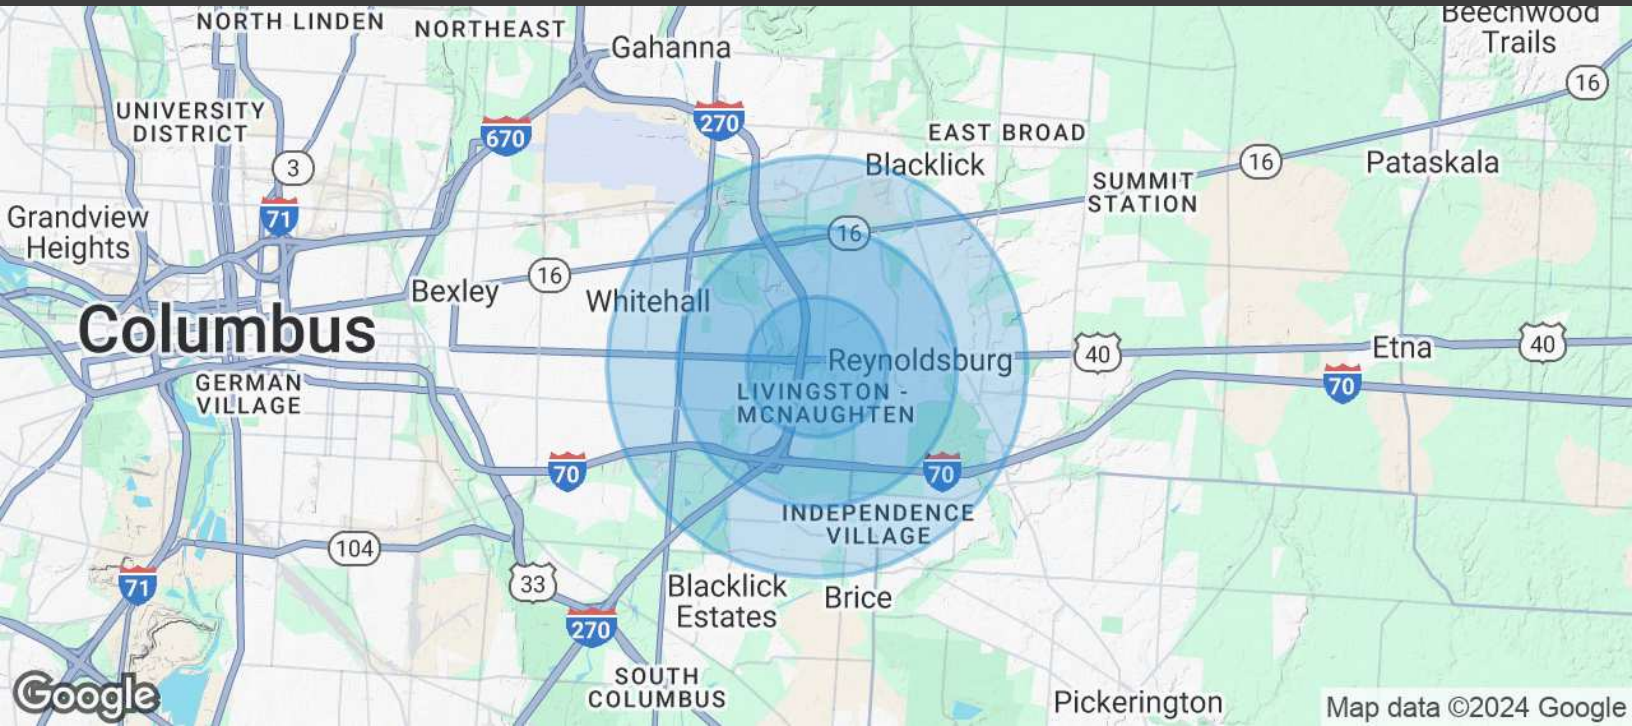 Beechwood
Trails
NORTH LINDEN
NORTHEAST
Gahanna
16
UNIVERSITY
DISTRICT
670
270
EAST BROAD
Blacklick
16
Pataskala
3
SUMMIT
STATION
Grandview
Heights
71
16
16
Bexley
Whitehall
Columbus
Reynoldsburg
40
Etna
40
GERMAN
VILLAGE
LIVINGSTON -
MCNAUGHTEN
70
70
70
INDEPENDENCE
VILLAGE
104
71
33
Blacklick
Estates
Brice
270
SOUTH
COLUMBUS
Google
Pickerington
Map data ©2024 Google